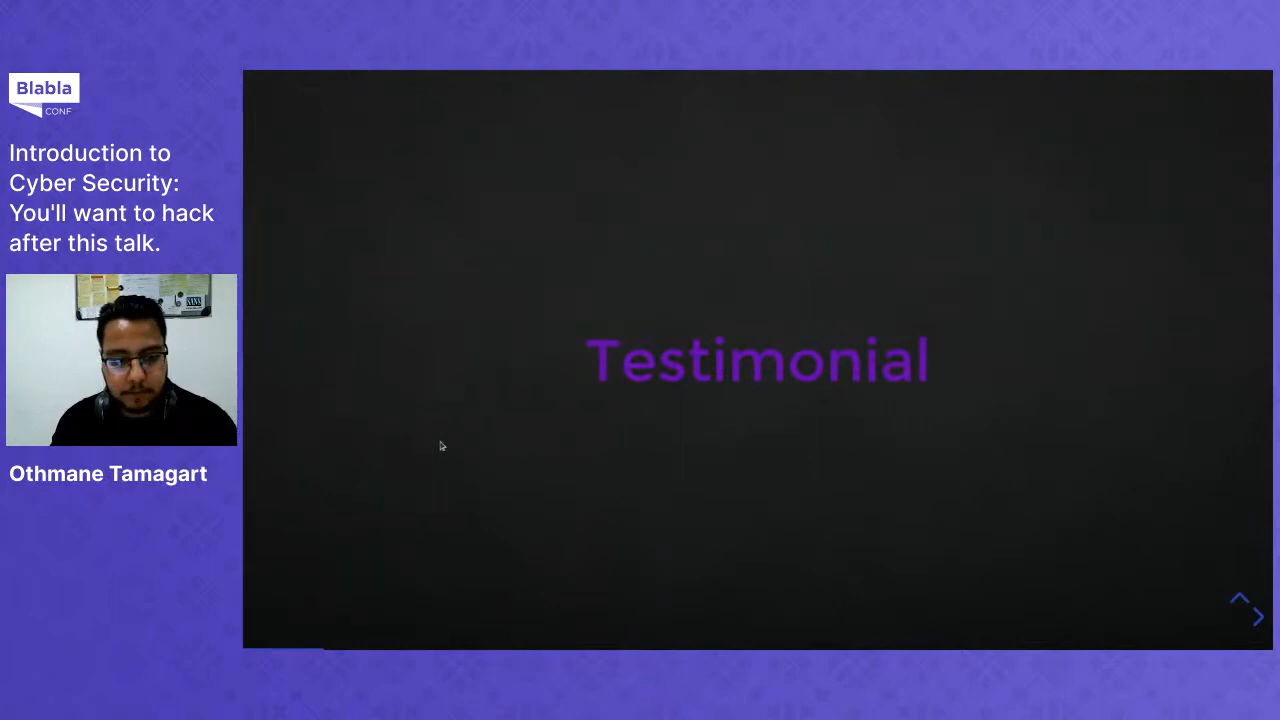 Blabla
CONF
Introduction to
Cyber Security:
You'll want to hack
after this talk.
Othmane Tamagart
Testimonial